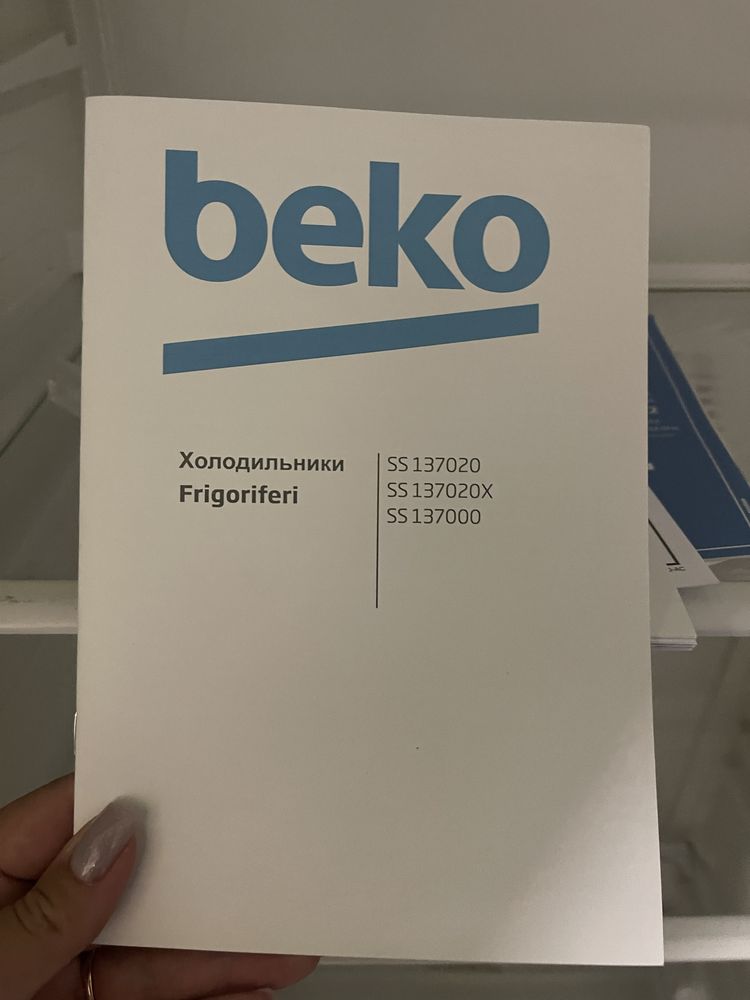 beko
Холодильники
Frigoriferi
SS 137020
SS 137020X
SS 137000